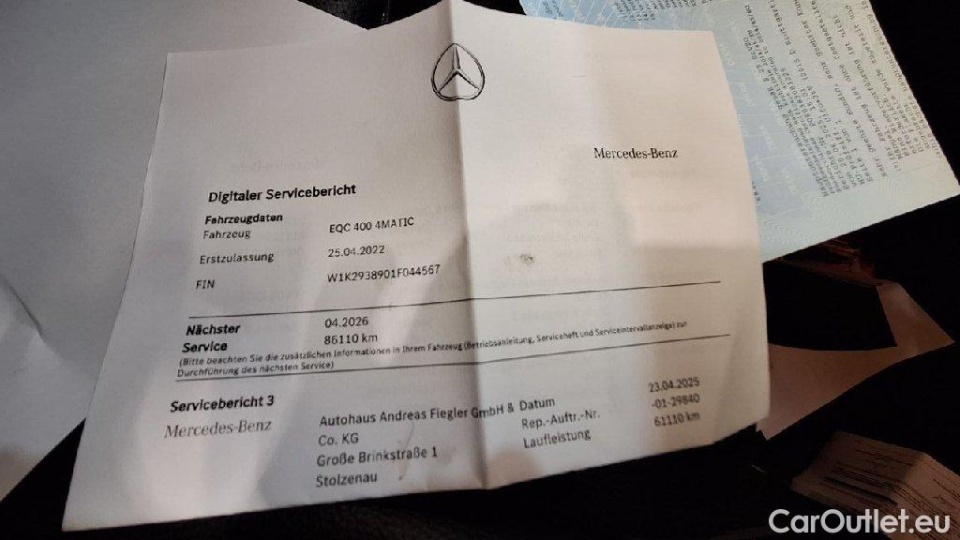 Mercedes-Benz
Digitaler Servicebericht
Fahrzeugdaten
Fahrzeug EQC 400 4MATIC
Erstzulassung 25.04.2022
FIN W1K2938901F044567
Nächster 04.2026
Service 86110 km
(Bitte beachten Sie die zusätzlichen Informationen in Ihrem Fahrzeug (Betriebsanleitung, Serviceheft und Serviceintervallanzeige) zur
Durchführung des nächsten Service)
Servicebericht 3
Mercedes-Benz
Autohaus Andreas Fiegler GmbH & Datum 23.04.2025
Co. KG Rep.-Auftr.-Nr. -01-29840
Große Brinkstraße 1 Laufleistung 61110 km
Stolzenau
CarOutlet.eu